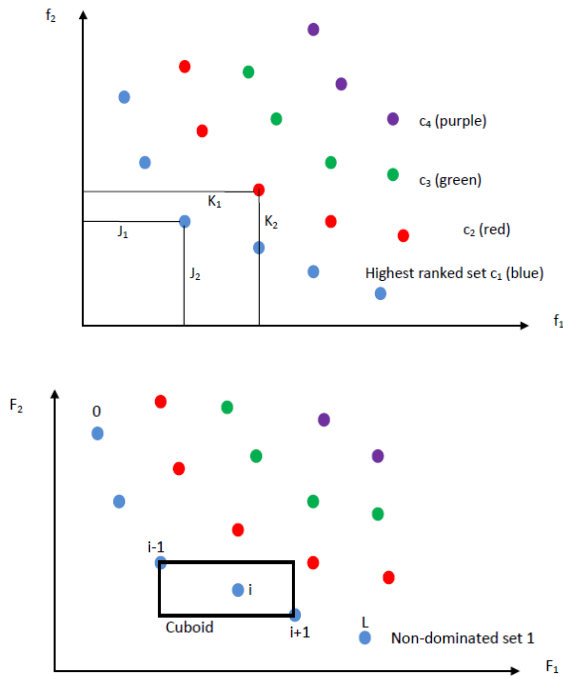 f₂
c₄ (purple)
c₃ (green)
K₁
J₁
K₂
c₂ (red)
J₂
Highest ranked set c₁ (blue)
f₁
F₂
0
i-1
i
Cuboid
i+1
L
Non-dominated set 1
F₁